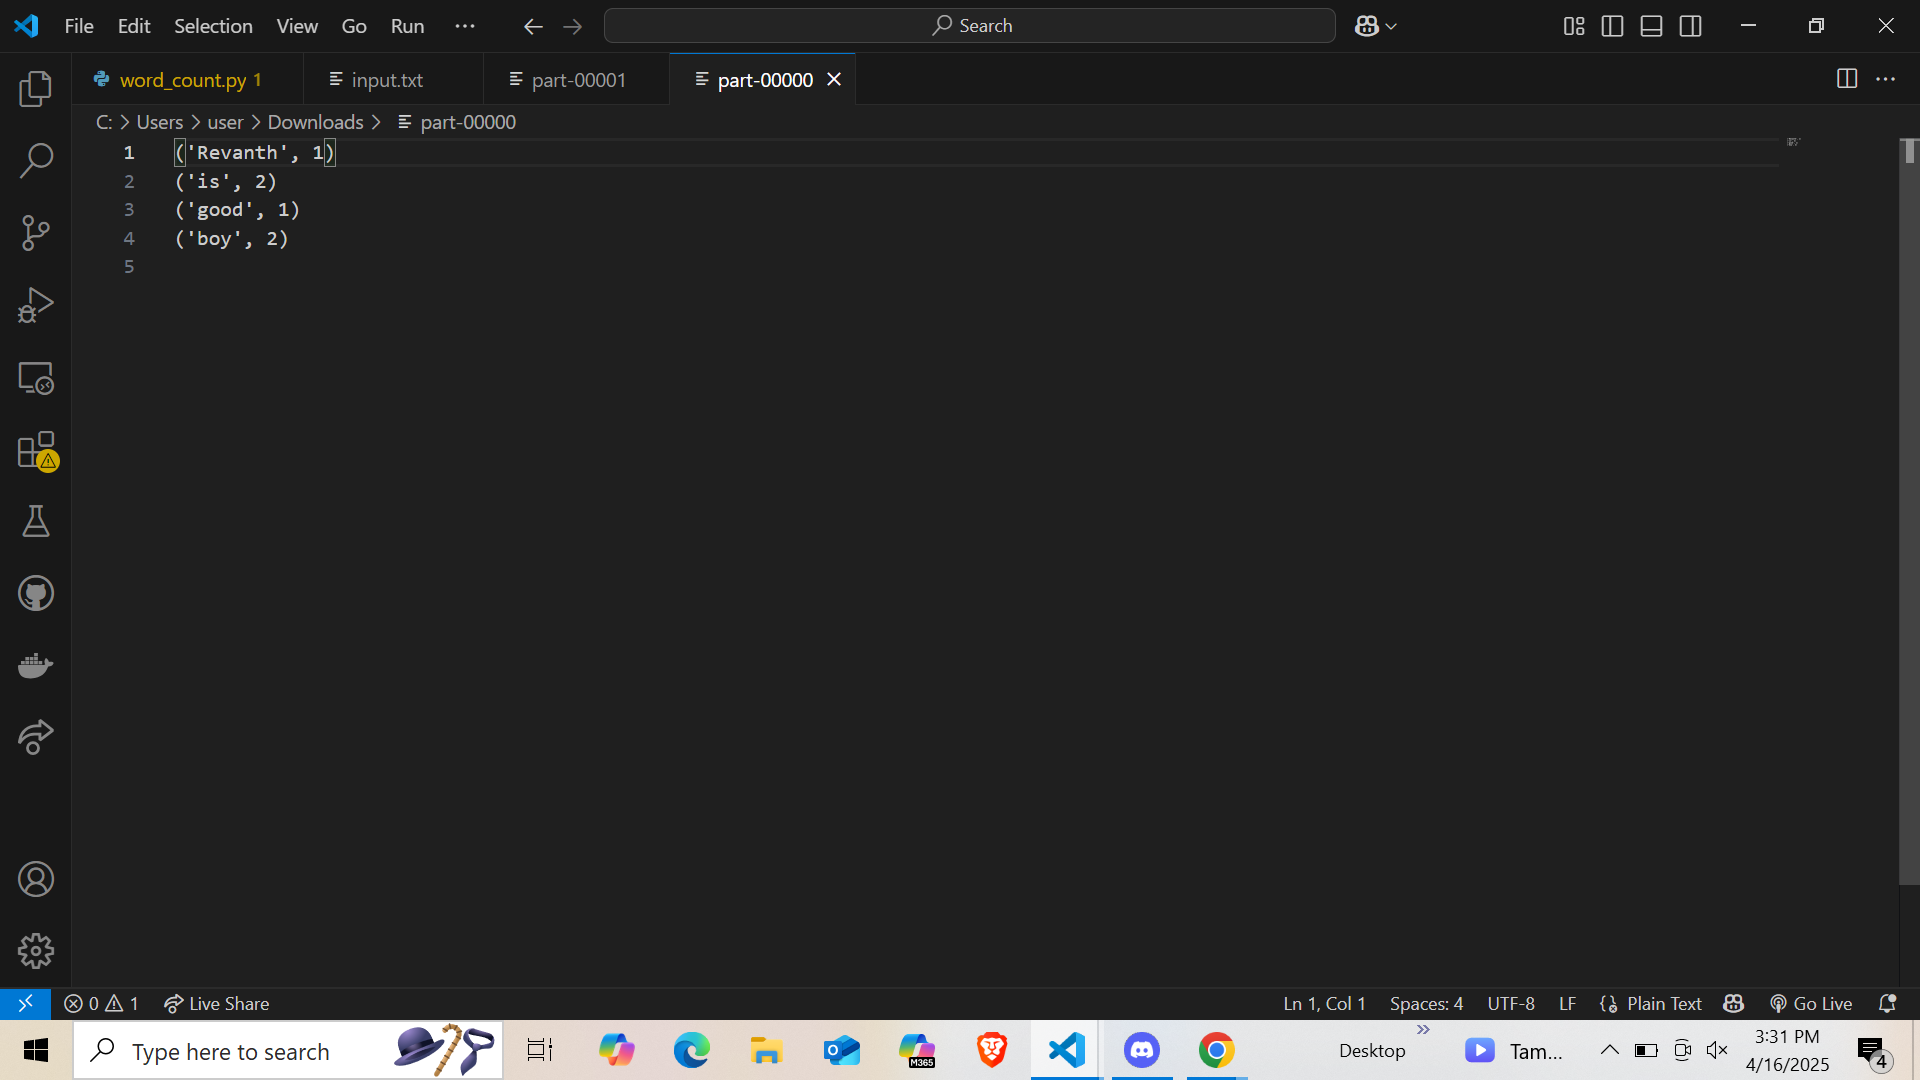 File Edit Selection View Go Run ··· Search
word_count.py 1 input.txt part-00001 part-00000
C: > Users > user > Downloads > part-00000
1 ('Revanth', 1)
2 ('is', 2)
3 ('good', 1)
4 ('boy', 2)
5
0 1 Live Share Ln 1, Col 1 Spaces: 4 UTF-8 LF Plain Text Go Live
Type here to search M365 Desktop Tam... 3:31 PM
4/16/2025 4